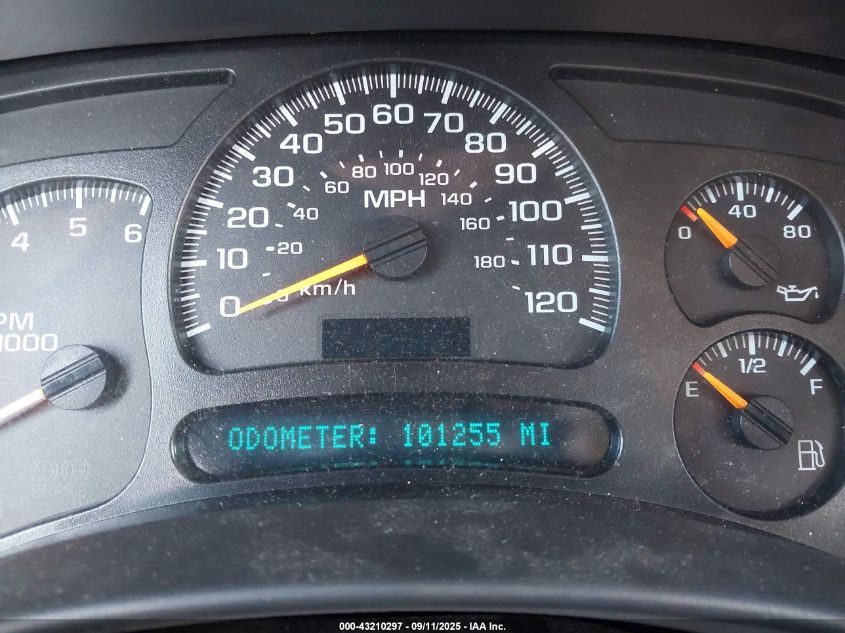 4 5 6
PM
1000
0 10 20 30 40 50 60 70 80 90 100 110 120
20 40 60 80 100 120 140 160 180
MPH
km/h
0 40 80
E 1/2 F
ODOMETER: 101255 MI
BRAKE
000-43210297 - 09/11/2025 - IAA Inc.